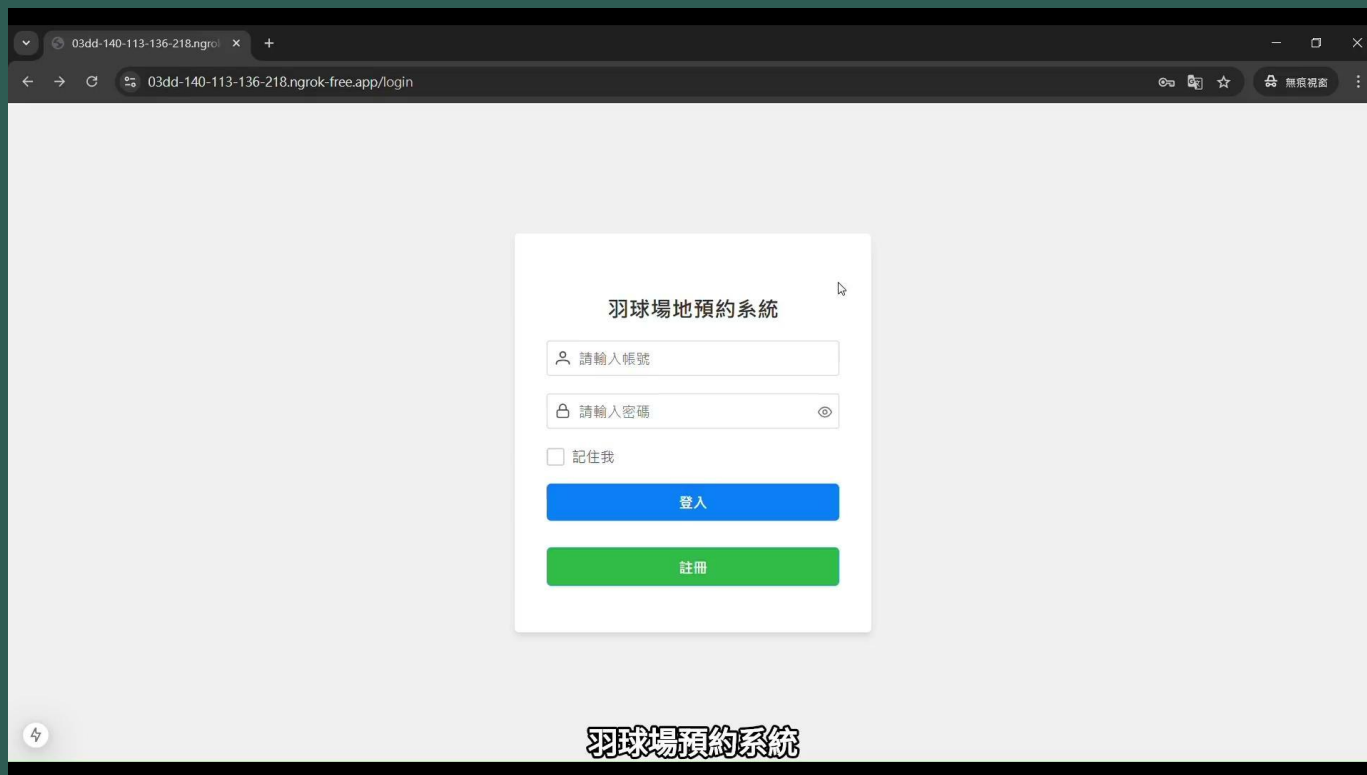 03dd-140-113-136-218.ngro
03dd-140-113-136-218.ngrok-free.app/login
無痕視窗
羽球場地預約系統
請輸入帳號
請輸入密碼
記住我
登入
註冊
羽球場預約系統